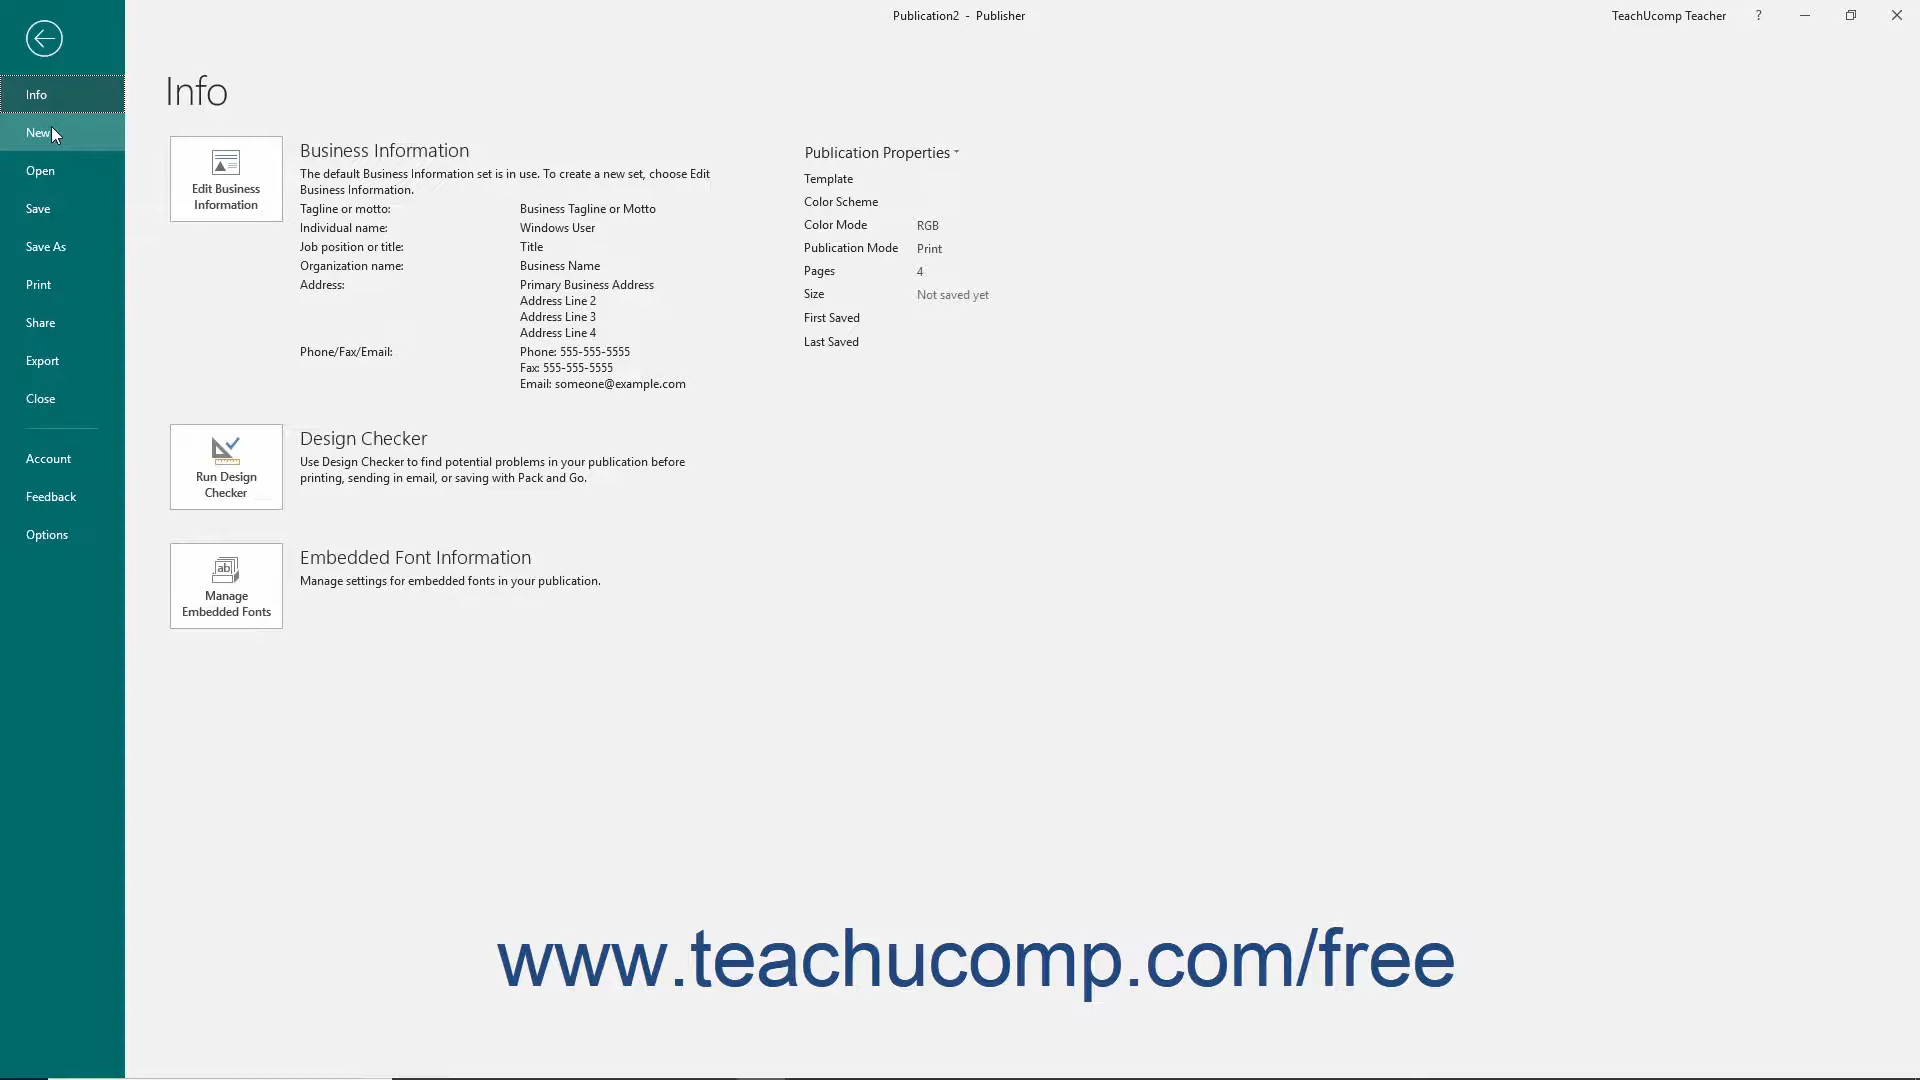 Publication2 - Publisher
TeachUcomp Teacher ?
Info
New
Open
Save
Save As
Print
Share
Export
Close
Account
Feedback
Options
Info
Edit Business
Information
Business Information
The default Business Information set is in use. To create a new set, choose Edit
Business Information.
Tagline or motto: Business Tagline or Motto
Individual name: Windows User
Job position or title: Title
Organization name: Business Name
Address: Primary Business Address
Address Line 2
Address Line 3
Address Line 4
Phone/Fax/Email: Phone: 555-555-5555
Fax: 555-555-5555
Email: someone@example.com
Run Design
Checker
Design Checker
Use Design Checker to find potential problems in your publication before
printing, sending in email, or saving with Pack and Go.
ab
Manage
Embedded Fonts
Embedded Font Information
Manage settings for embedded fonts in your publication.
Publication Properties
Template
Color Scheme
Color Mode RGB
Publication Mode Print
Pages 4
Size Not saved yet
First Saved
Last Saved
www.teachucomp.com/free